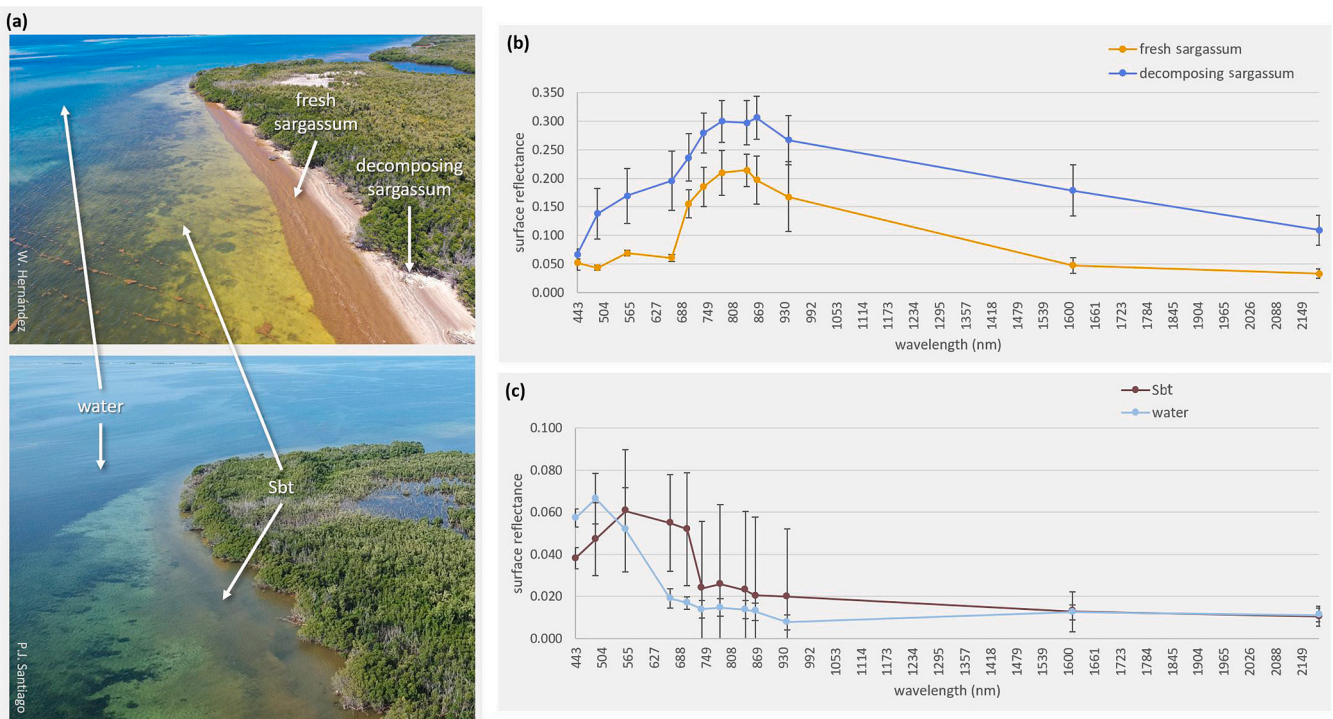 (a)
fresh
sargassum
decomposing
sargassum
W. Hernández
water
Sbt
P.J. Santiago
(b)
fresh sargassum
decomposing sargassum
surface reflectance
0.350
0.300
0.250
0.200
0.150
0.100
0.050
0.000
443 504 565 627 688 749 808 869 930 992 1053 1111 1173 1234 1295 1357 1418 1479 1539 1600 1661 1723 1784 1845 1904 1965 2026 2088 2149
wavelength (nm)
(c)
Sbt
water
surface reflectance
0.100
0.080
0.060
0.040
0.020
0.000
443 504 565 627 688 749 808 869 930 992 1053 1111 1173 1234 1295 1357 1418 1479 1539 1600 1661 1723 1784 1845 1904 1965 2026 2088 2149
wavelength (nm)